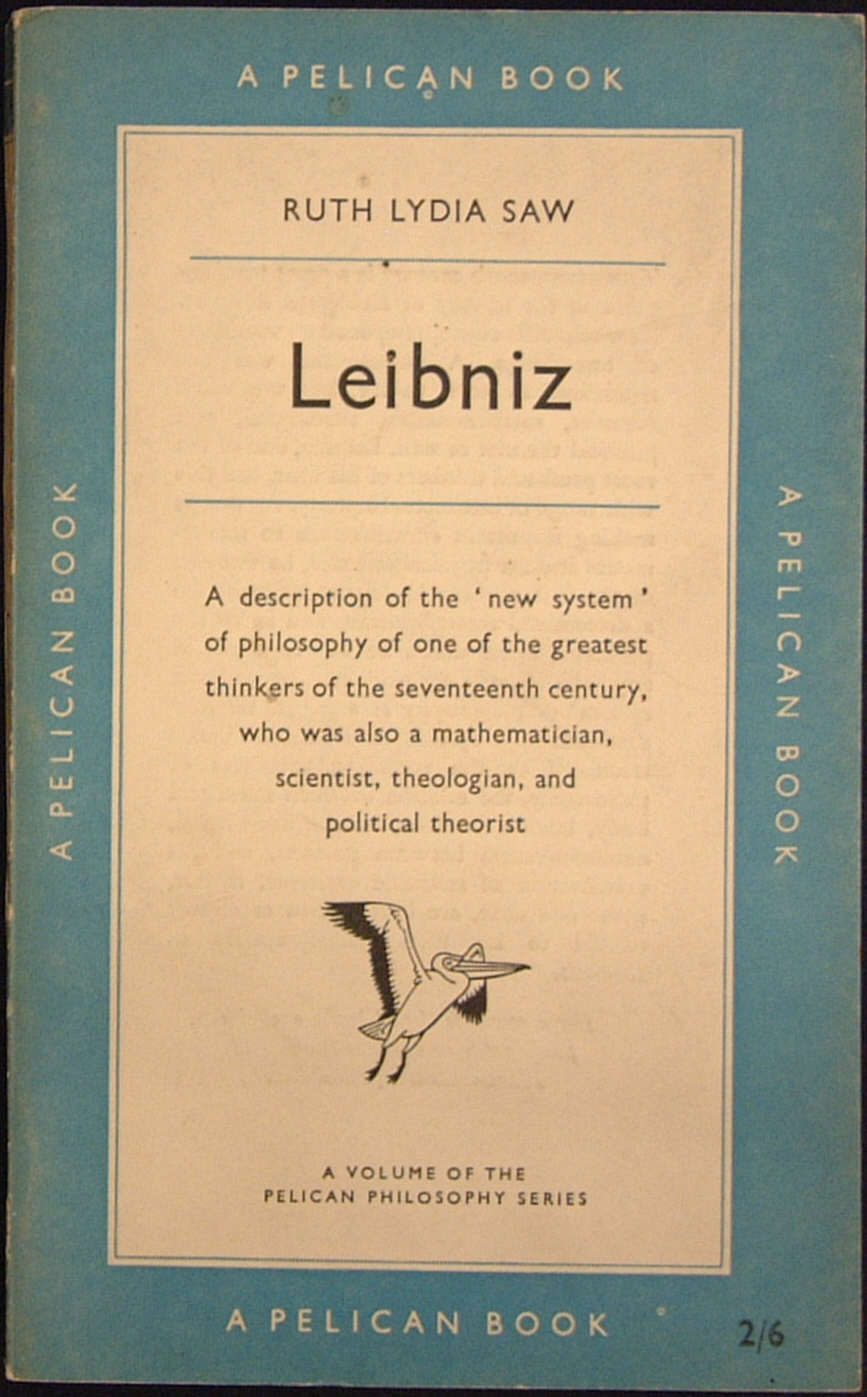 A PELICAN BOOK
RUTH LYDIA SAW
Leibniz
A description of the ‘new system’
of philosophy of one of the greatest
thinkers of the seventeenth century,
who was also a mathematician,
scientist, theologian, and
political theorist
A VOLUME OF THE
PELICAN PHILOSOPHY SERIES
A PELICAN BOOK
A PELICAN BOOK
A PELICAN BOOK
2/6